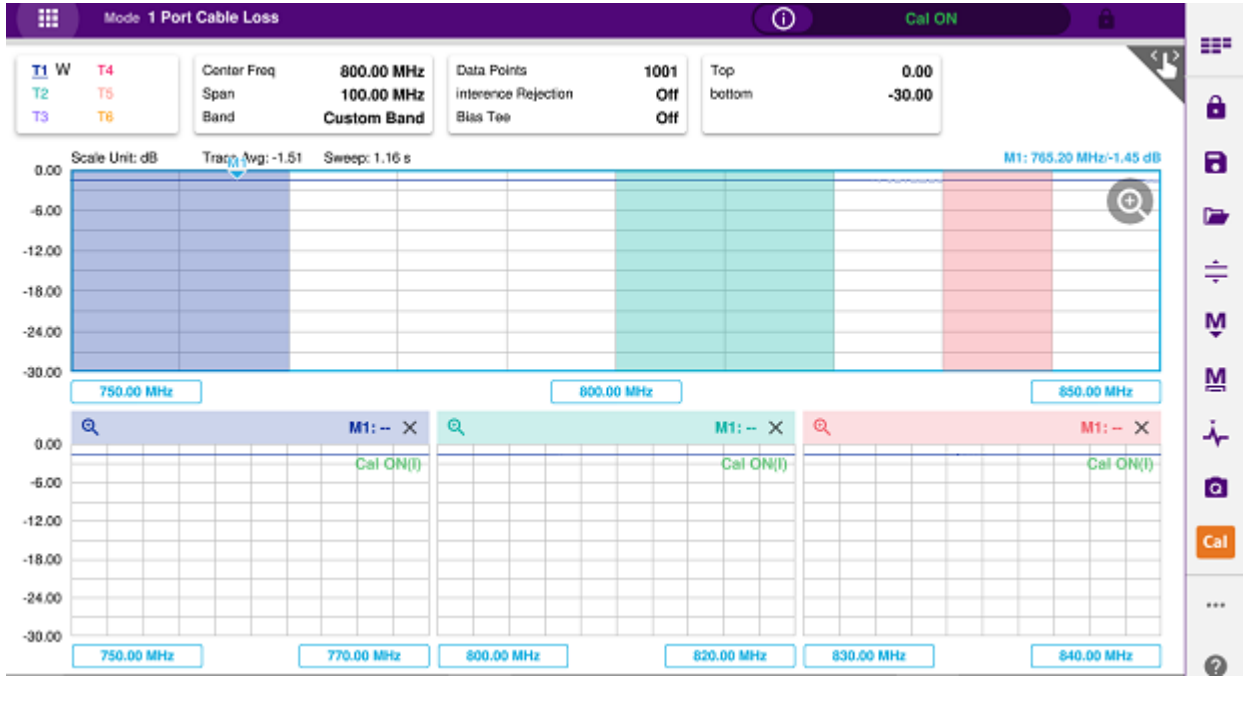 Mode 1 Port Cable Loss
Cal ON
T1 W T4
T2 T5
T3 T6
Center Freq 800.00 MHz
Span 100.00 MHz
Band Custom Band
Data Points 1001
interence Rejection Off
Bias Tee Off
Top 0.00
bottom -30.00
Scale Unit: dB Trace Avg: -1.51 Sweep: 1.16 s M1: 765.20 MHz/-1.45 dB
M1
0.00
-6.00
-12.00
-18.00
-24.00
-30.00
750.00 MHz 800.00 MHz 850.00 MHz
M1: -- M1: -- M1: --
Cal ON(I) Cal ON(I) Cal ON(I)
0.00
-6.00
-12.00
-18.00
-24.00
-30.00
750.00 MHz 770.00 MHz 800.00 MHz 820.00 MHz 830.00 MHz 840.00 MHz
M
M
Cal
...
?